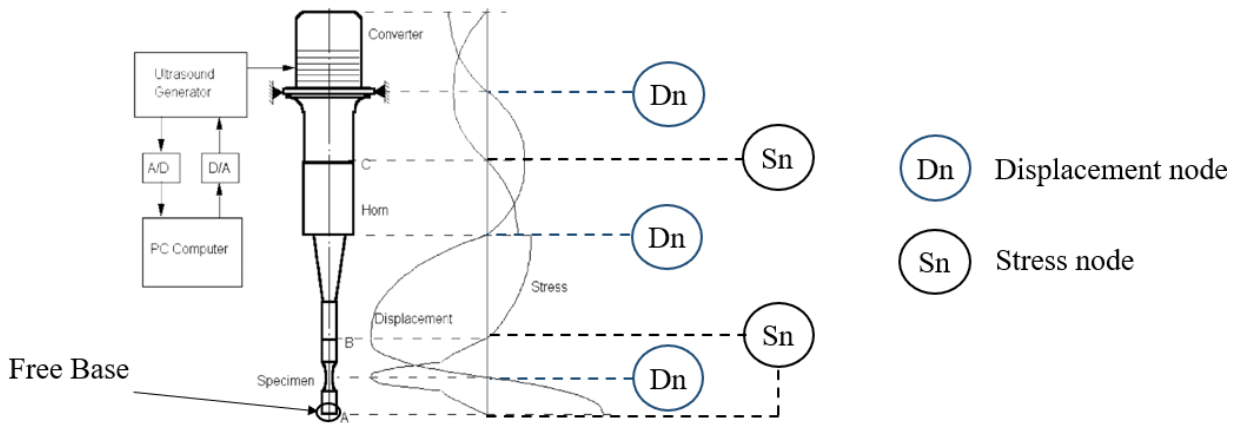 Converter
Ultrasound
Generator
Dn
Sn
C
A/D
D/A
Dn
Displacement node
Horn
Dn
PC Computer
Sn
Stress node
Stress
Displacement
Sn
B
Free Base
Specimen
Dn
A